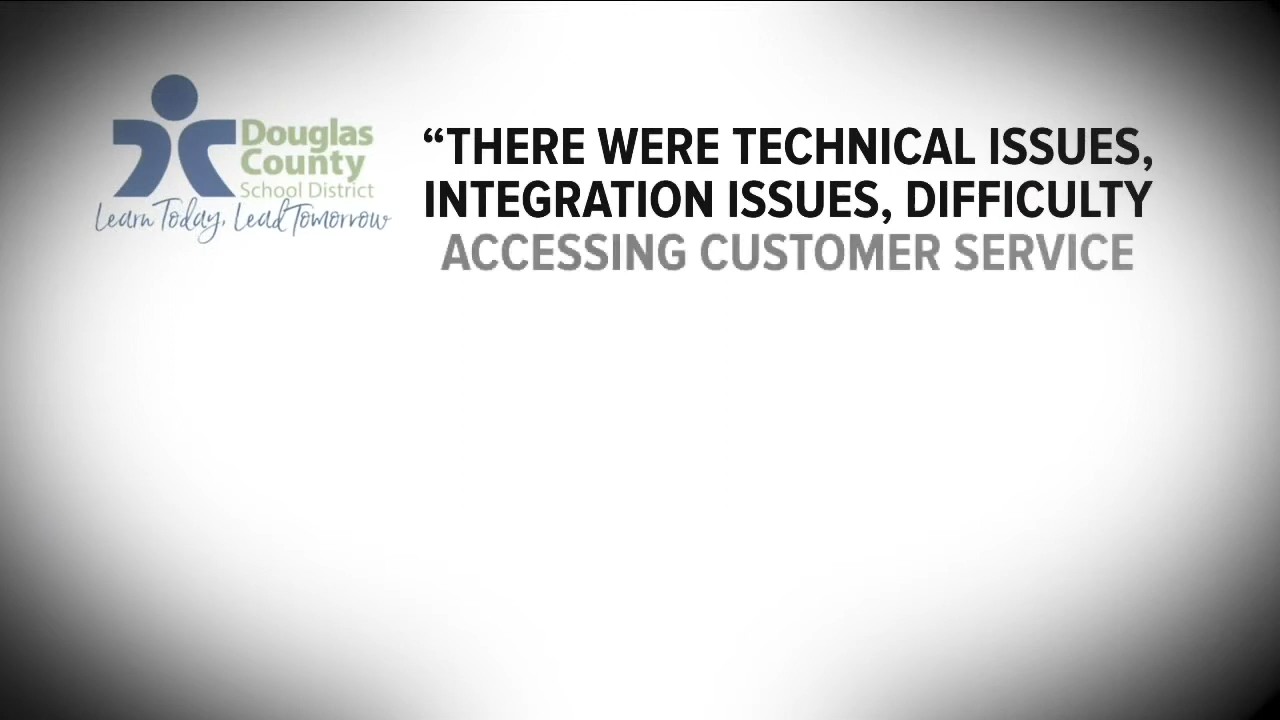 Douglas
County
School District
Learn Today, Lead Tomorrow
“THERE WERE TECHNICAL ISSUES,
INTEGRATION ISSUES, DIFFICULTY
ACCESSING CUSTOMER SERVICE